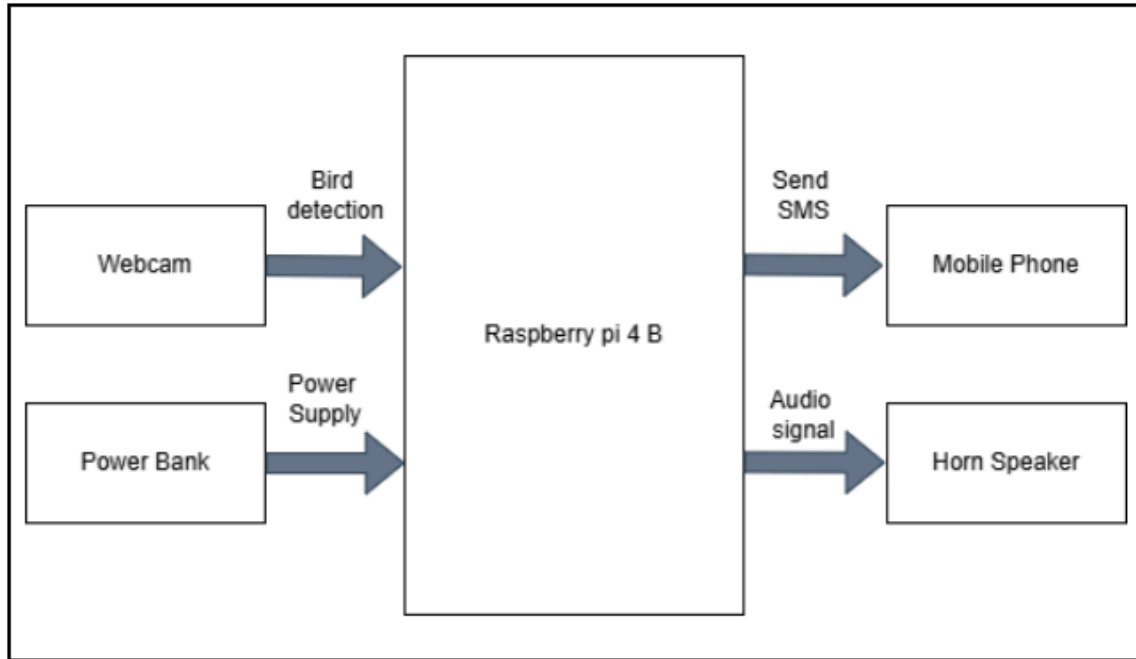 Bird
detection
Webcam
Power
Supply
Power Bank
Raspberry pi 4 B
Send
SMS
Mobile Phone
Audio
signal
Horn Speaker